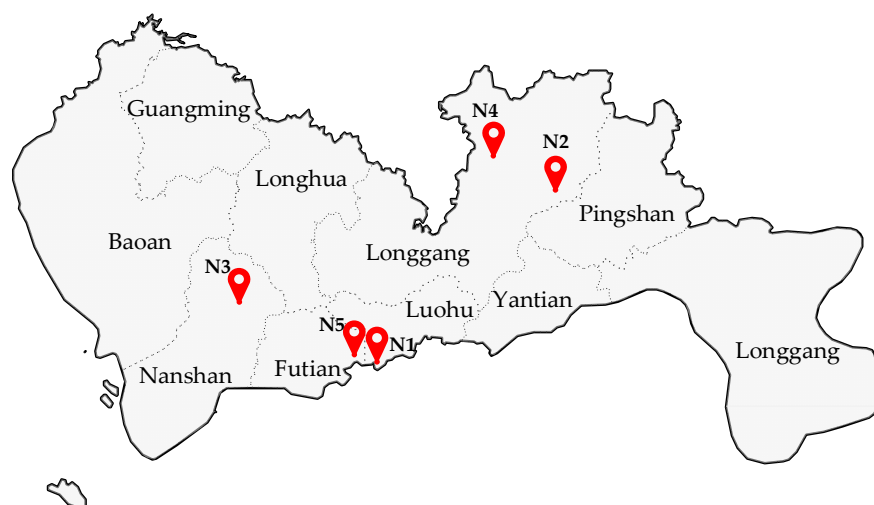 Guangming
N4
N2
Longhua
Pingshan
Baoan
Longgang
N3
Yantian
Luohu
N5
N1
Longgang
Futian
Nanshan